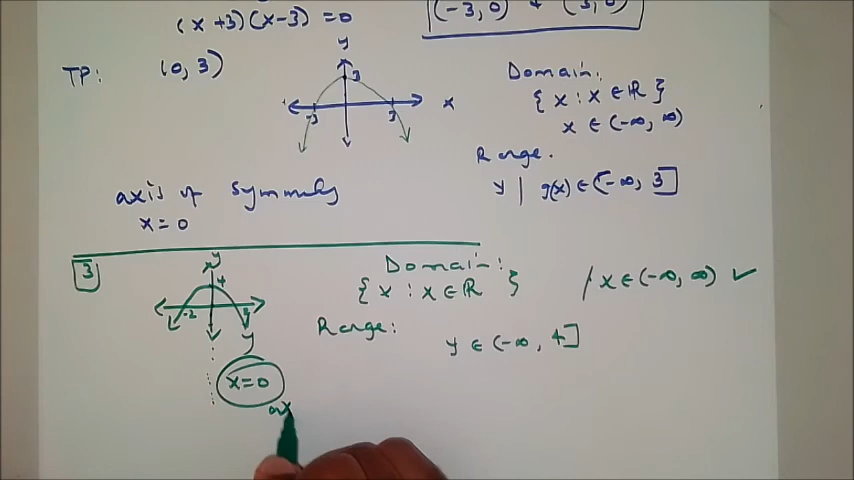 (x+3)(x-3) = 0
(-3, 0) & (3, 0)
TP: (0, 3)
y
3
-3
3
x
Domain:
{ x : x ∈ ℝ }
x ∈ (-∞, ∞)
Range.
y | g(x) ∈ (-∞, 3]
axis of symmetry
x = 0
3
y
4
-2
x = 0
ax
Domain:
{ x : x ∈ ℝ } / x ∈ (-∞, ∞) ✓
Range:
y ∈ (-∞, 4]